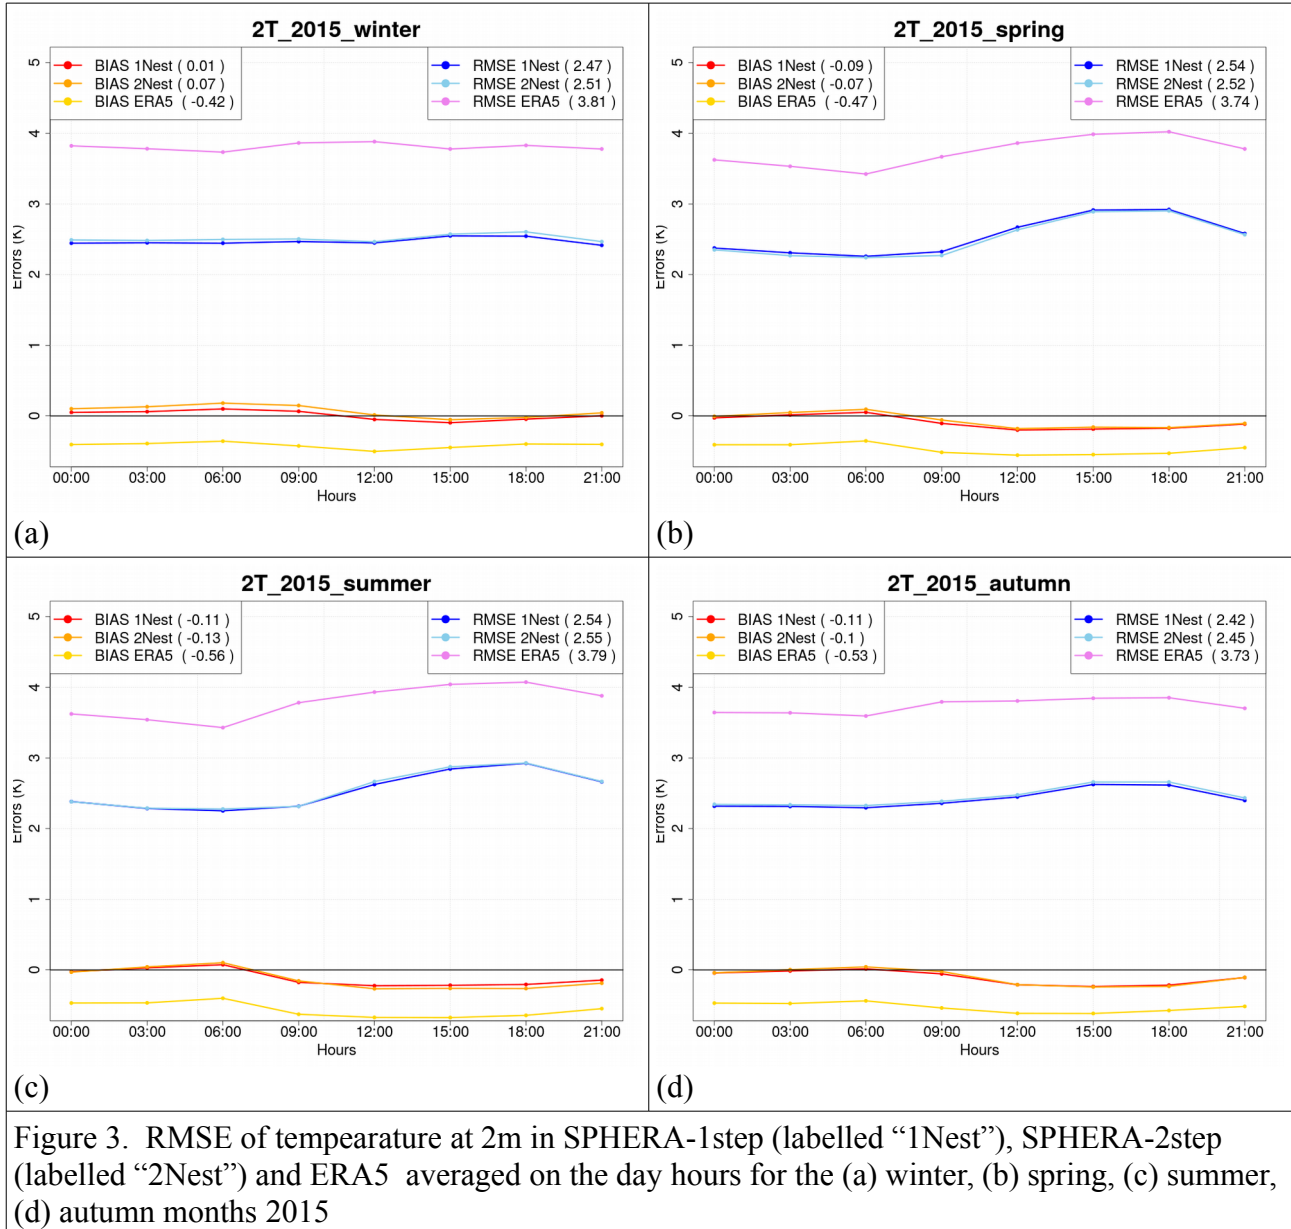 2T_2015_winter
BIAS 1Nest ( 0.01 )
BIAS 2Nest ( 0.07 )
BIAS ERA5 ( -0.42 )
RMSE 1Nest ( 2.47 )
RMSE 2Nest ( 2.51 )
RMSE ERA5 ( 3.81 )
Errors (K)
5
4
3
2
1
0
00:00 03:00 06:00 09:00 12:00 15:00 18:00 21:00
Hours
(a)
2T_2015_spring
BIAS 1Nest ( -0.09 )
BIAS 2Nest ( -0.07 )
BIAS ERA5 ( -0.47 )
RMSE 1Nest ( 2.54 )
RMSE 2Nest ( 2.52 )
RMSE ERA5 ( 3.74 )
Errors (K)
5
4
3
2
1
0
00:00 03:00 06:00 09:00 12:00 15:00 18:00 21:00
Hours
(b)
2T_2015_summer
BIAS 1Nest ( -0.11 )
BIAS 2Nest ( -0.13 )
BIAS ERA5 ( -0.56 )
RMSE 1Nest ( 2.54 )
RMSE 2Nest ( 2.55 )
RMSE ERA5 ( 3.79 )
Errors (K)
5
4
3
2
1
0
00:00 03:00 06:00 09:00 12:00 15:00 18:00 21:00
Hours
(c)
2T_2015_autumn
BIAS 1Nest ( -0.11 )
BIAS 2Nest ( -0.1 )
BIAS ERA5 ( -0.53 )
RMSE 1Nest ( 2.42 )
RMSE 2Nest ( 2.45 )
RMSE ERA5 ( 3.73 )
Errors (K)
5
4
3
2
1
0
00:00 03:00 06:00 09:00 12:00 15:00 18:00 21:00
Hours
(d)
Figure 3. RMSE of tempearature at 2m in SPHERA-1step (labelled “1Nest”), SPHERA-2step
(labelled “2Nest”) and ERA5 averaged on the day hours for the (a) winter, (b) spring, (c) summer,
(d) autumn months 2015